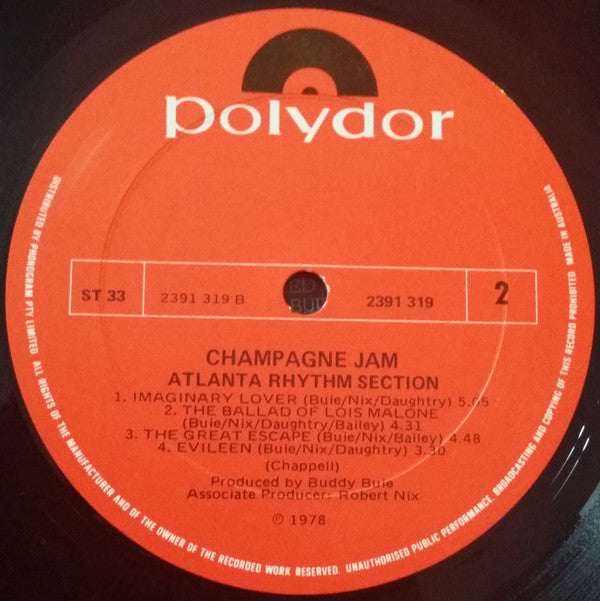 polydor
ST 33
2391 319 B
2391 319
2
CHAMPAGNE JAM
ATLANTA RHYTHM SECTION
1. IMAGINARY LOVER (Buie/Nix/Daughtry) 5.05
2. THE BALLAD OF LOIS MALONE
(Buie/Nix/Daughtry/Bailey) 4.31
3. THE GREAT ESCAPE (Buie/Nix/Bailey) 4.48
4. EVILEEN (Buie/Nix/Daughtry) 3.30
(Chappell)
Produced by Buddy Buie
Associate Producer: Robert Nix
℗ 1978
DISTRIBUTED BY PHONOGRAM PTY LIMITED. ALL RIGHTS OF THE MANUFACTURER AND OF THE OWNER OF THE RECORDED WORK RESERVED. UNAUTHORISED PUBLIC PERFORMANCE, BROADCASTING AND COPYING OF THIS RECORD PROHIBITED MADE IN AUSTRALIA